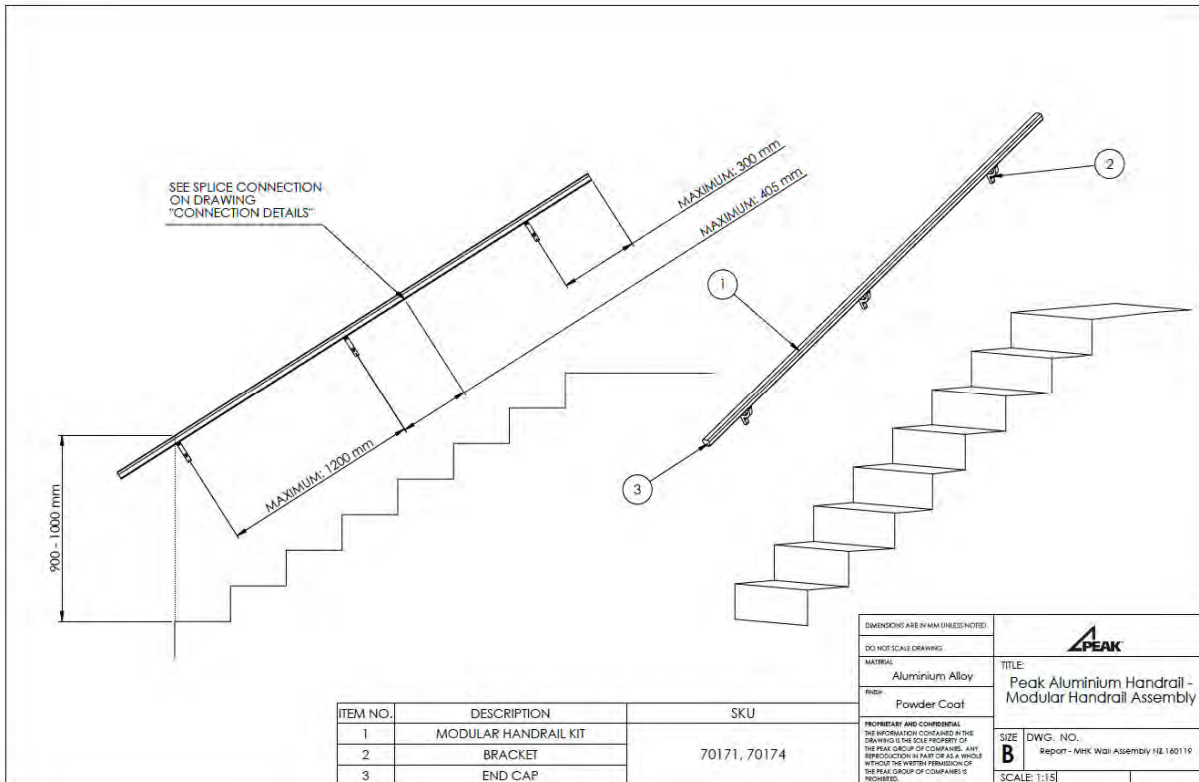 SEE SPLICE CONNECTION
ON DRAWING
"CONNECTION DETAILS"
MAXIMUM: 300 mm
MAXIMUM: 405 mm
MAXIMUM: 1200 mm
900 - 1000 mm
1
2
3
ITEM NO. DESCRIPTION SKU
1 MODULAR HANDRAIL KIT
2 BRACKET 70171, 70174
3 END CAP
DIMENSIONS ARE IN MM UNLESS NOTED
DO NOT SCALE DRAWING
MATERIAL
Aluminium Alloy
FINISH
Powder Coat
PROPRIETARY AND CONFIDENTIAL
THE INFORMATION CONTAINED IN THIS
DRAWING IS THE SOLE PROPERTY OF
THE PEAK GROUP OF COMPANIES. ANY
REPRODUCTION IN PART OR AS A WHOLE
WITHOUT THE WRITTEN PERMISSION OF
THE PEAK GROUP OF COMPANIES IS
PROHIBITED.
PEAK
TITLE:
Peak Aluminium Handrail -
Modular Handrail Assembly
SIZE DWG. NO.
B Report - MHK Wall Assembly NZ 160119
SCALE: 1:15